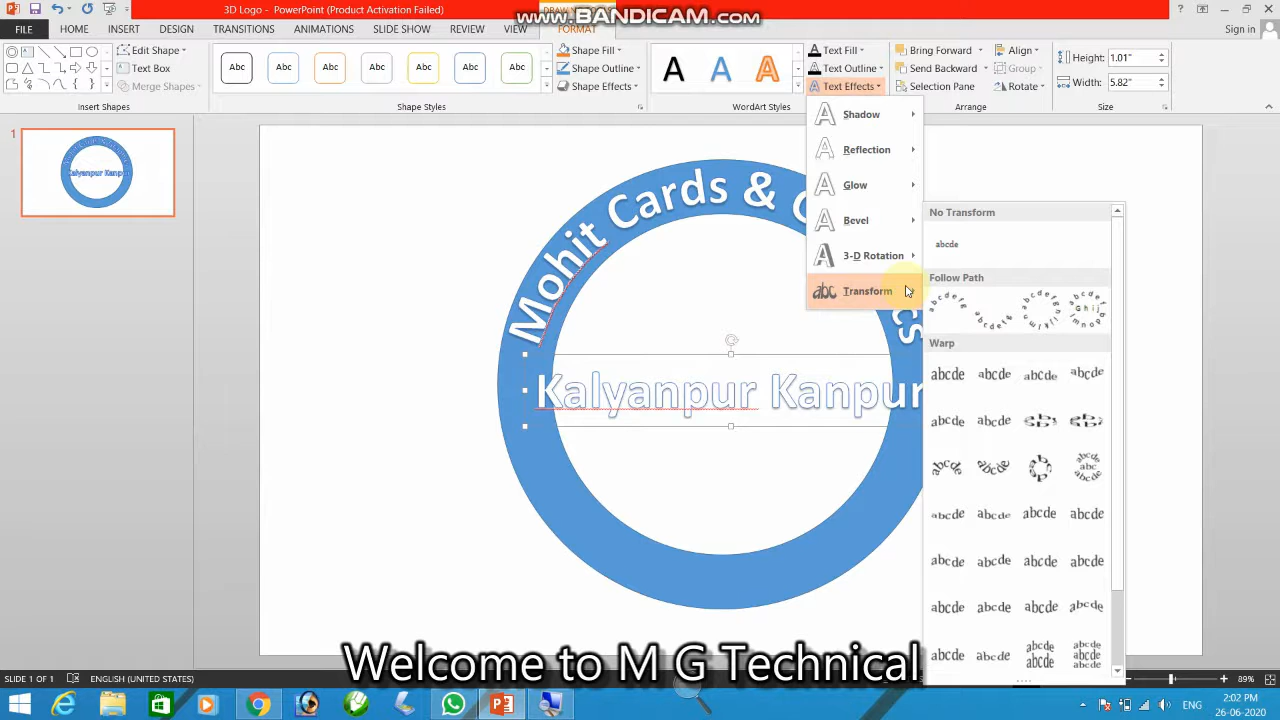 3D Logo - PowerPoint (Product Activation Failed)
www.BANDICAM.com
FILE HOME INSERT DESIGN TRANSITIONS ANIMATIONS SLIDE SHOW REVIEW VIEW FORMAT Sign in
Edit Shape
Text Box
Merge Shapes
Insert Shapes
Abc Abc Abc Abc Abc Abc Abc
Shape Styles
Shape Fill
Shape Outline
Shape Effects
A A A
WordArt Styles
Text Fill
Text Outline
Text Effects
Bring Forward
Send Backward
Selection Pane
Align
Group
Rotate
Arrange
Height: 1.01"
Width: 5.82"
Size
Shadow
Reflection
Glow
Bevel
3-D Rotation
Transform
No Transform
abcde
Follow Path
Warp
abcde abcde abcde abcde
abcde abcde
abcde abcde
abcde abcde abcde abcde
abcde abcde abcde abcde
abcde abcde abcde abcde
abcde abcde abcde abcde
1
Mohit Cards &
Kalyanpur Kanpur
Welcome to M G Technical
SLIDE 1 OF 1 ENGLISH (UNITED STATES) 89%
ENG
2:02 PM
26-06-2020